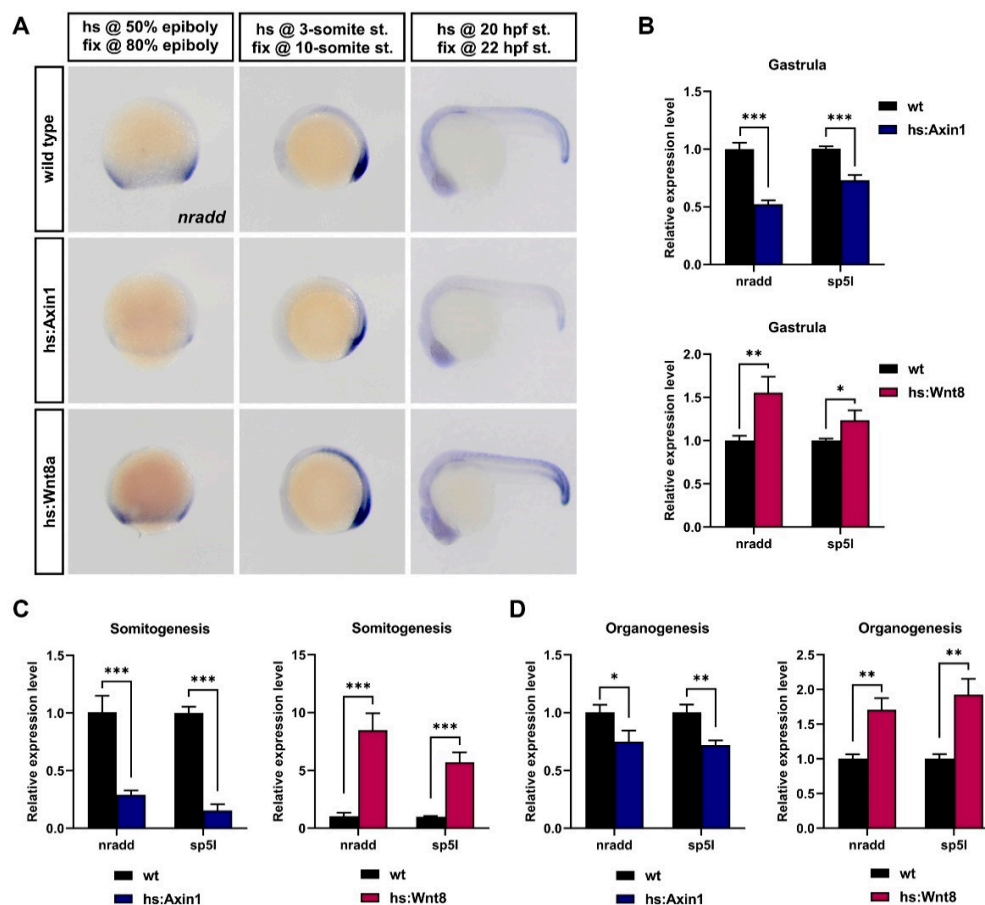 A
hs @ 50% epiboly
fix @ 80% epiboly
hs @ 3-somite st.
fix @ 10-somite st.
hs @ 20 hpf st.
fix @ 22 hpf st.
wild type
nradd
hs:Axin1
hs:Wnt8a
B
Gastrula
Relative expression level
1.5
1.0
0.5
0.0
***
***
nradd
sp5l
wt
hs:Axin1
Gastrula
Relative expression level
2.0
1.5
1.0
0.5
0.0
**
*
nradd
sp5l
wt
hs:Wnt8
C
Somitogenesis
Relative expression level
1.5
1.0
0.5
0
***
***
nradd
sp5l
wt
hs:Axin1
Somitogenesis
Relative expression level
15
10
5
0
***
***
nradd
sp5l
wt
hs:Wnt8
D
Organogenesis
Relative expression level
1.5
1.0
0.5
0.0
*
**
nradd
sp5l
wt
hs:Axin1
Organogenesis
Relative expression level
2.5
2.0
1.5
1.0
0.5
0.0
**
**
nradd
sp5l
wt
hs:Wnt8